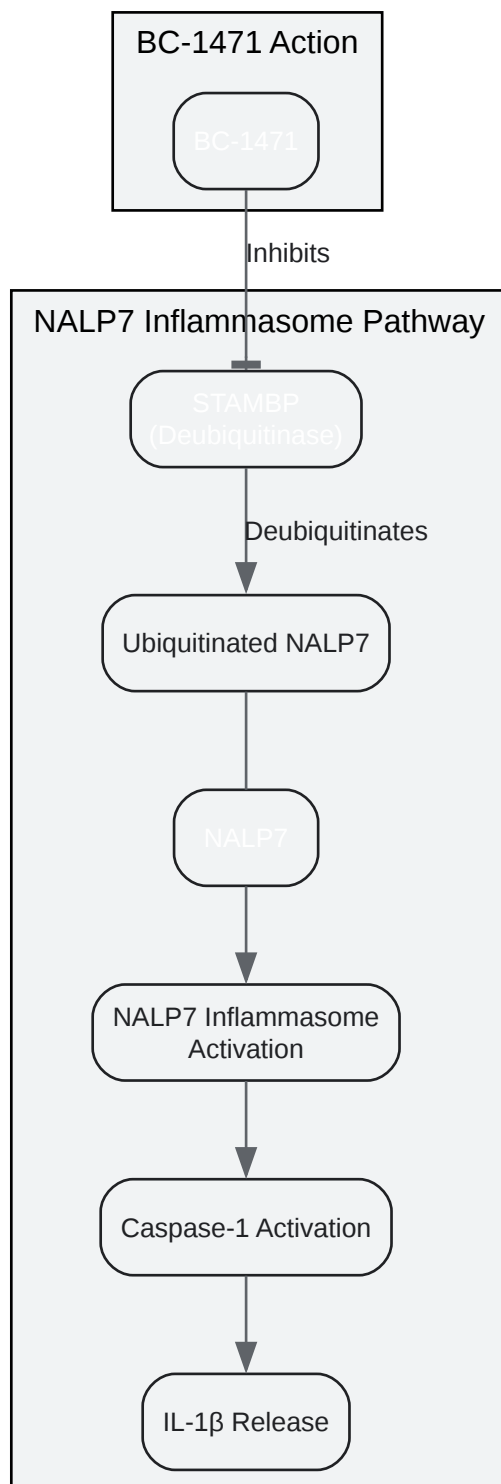 BC-1471 Action
BC-1471
Inhibits
NALP7 Inflammasome Pathway
STAMBP
(Deubiquitinase)
Deubiquitinates
Ubiquitinated NALP7
NALP7
NALP7 Inflammasome
Activation
Caspase-1 Activation
IL-1β Release